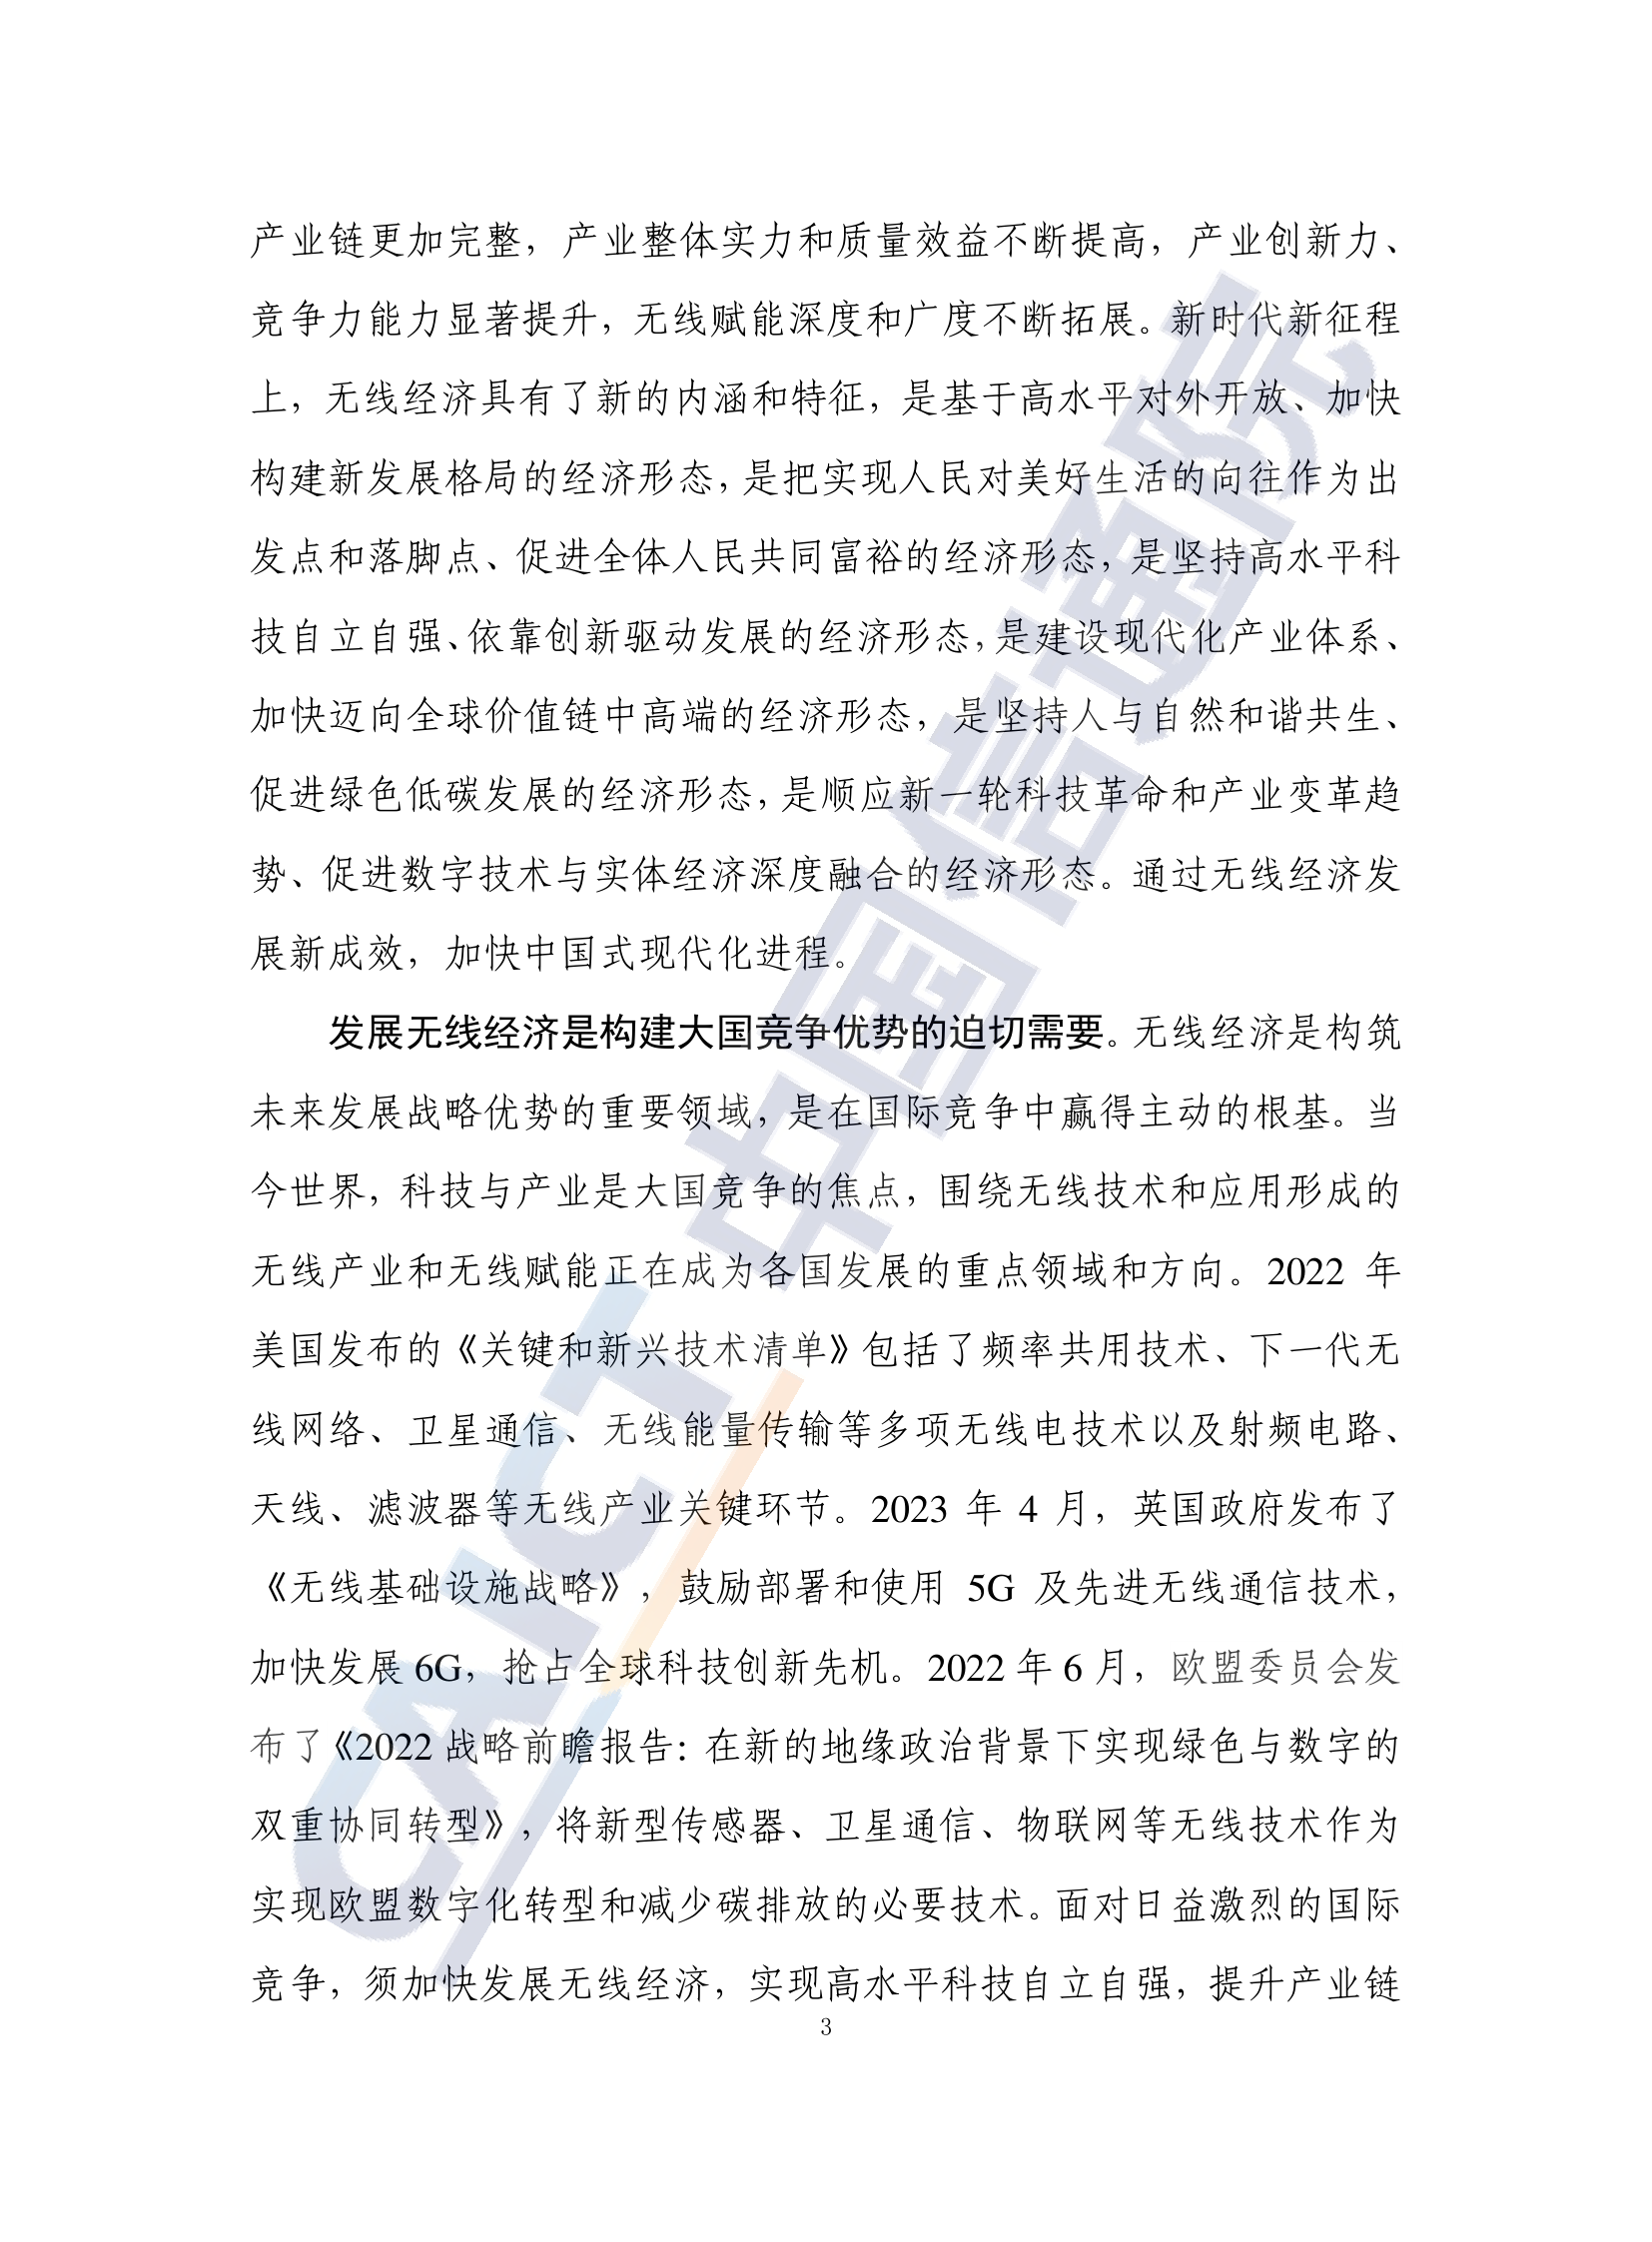 产业链更加完整，产业整体实力和质量效益不断提高，产业创新力、
竞争力能力显著提升，无线赋能深度和广度不断拓展。新时代新征程
上，无线经济具有了新的内涵和特征，是基于高水平对外开放、加快
构建新发展格局的经济形态，是把实现人民对美好生活的向往作为出
发点和落脚点、促进全体人民共同富裕的经济形态，是坚持高水平科
技自立自强、依靠创新驱动发展的经济形态，是建设现代化产业体系、
加快迈向全球价值链中高端的经济形态，是坚持人与自然和谐共生、
促进绿色低碳发展的经济形态，是顺应新一轮科技革命和产业变革趋
势、促进数字技术与实体经济深度融合的经济形态。通过无线经济发
展新成效，加快中国式现代化进程。
发展无线经济是构建大国竞争优势的迫切需要。无线经济是构筑
未来发展战略优势的重要领域，是在国际竞争中赢得主动的根基。当
今世界，科技与产业是大国竞争的焦点，围绕无线技术和应用形成的
无线产业和无线赋能正在成为各国发展的重点领域和方向。2022 年
美国发布的《关键和新兴技术清单》包括了频率共用技术、下一代无
线网络、卫星通信、无线能量传输等多项无线电技术以及射频电路、
天线、滤波器等无线产业关键环节。2023 年 4 月，英国政府发布了
《无线基础设施战略》，鼓励部署和使用 5G 及先进无线通信技术，
加快发展 6G，抢占全球科技创新先机。2022 年 6 月，欧盟委员会发
布了《2022 战略前瞻报告：在新的地缘政治背景下实现绿色与数字的
双重协同转型》，将新型传感器、卫星通信、物联网等无线技术作为
实现欧盟数字化转型和减少碳排放的必要技术。面对日益激烈的国际
竞争，须加快发展无线经济，实现高水平科技自立自强，提升产业链
3
CAICT 中国信通院